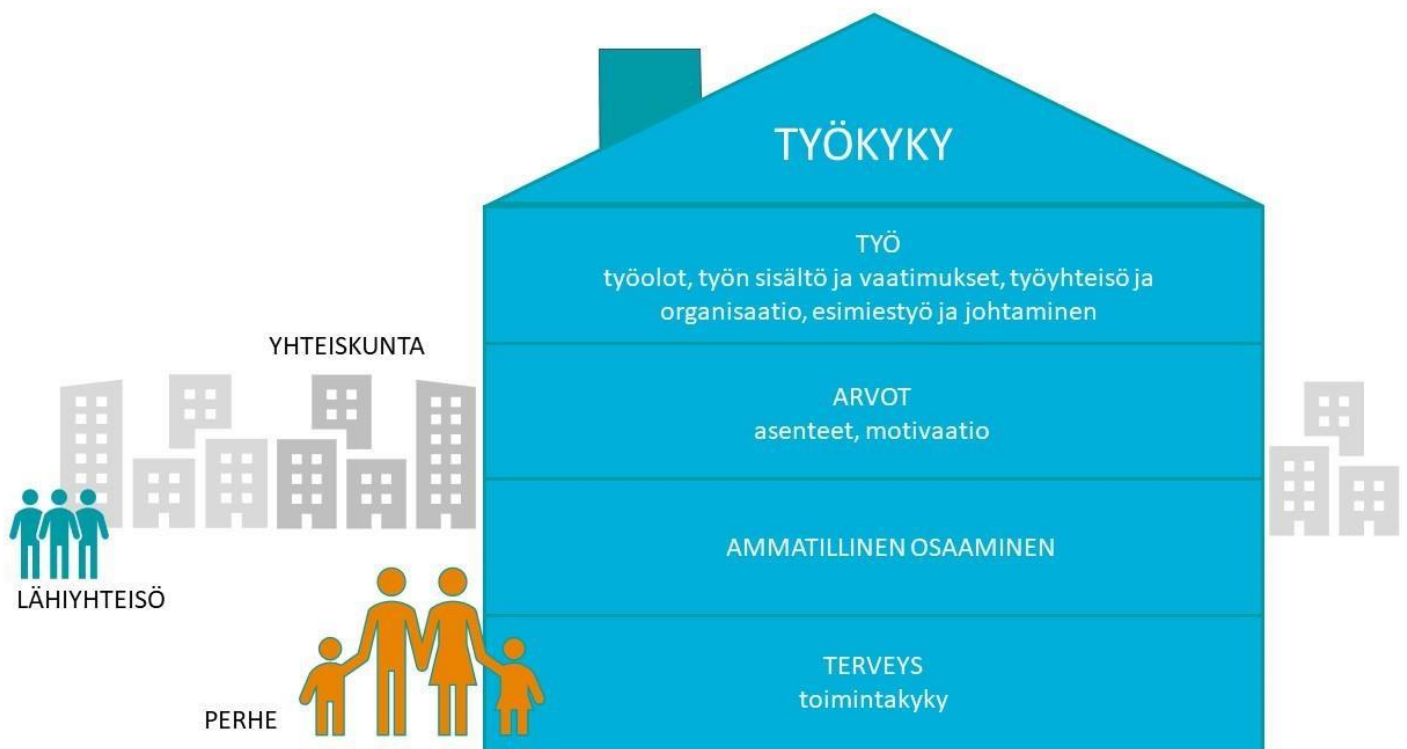 TYÖKYKY
TYÖ
työolot, työn sisältö ja vaatimukset, työyhteisö ja
organisaatio, esimiestyö ja johtaminen
YHTEISKUNTA
ARVOT
asenteet, motivaatio
AMMATILLINEN OSAAMINEN
LÄHIYHTEISÖ
TERVEYS
toimintakyky
PERHE